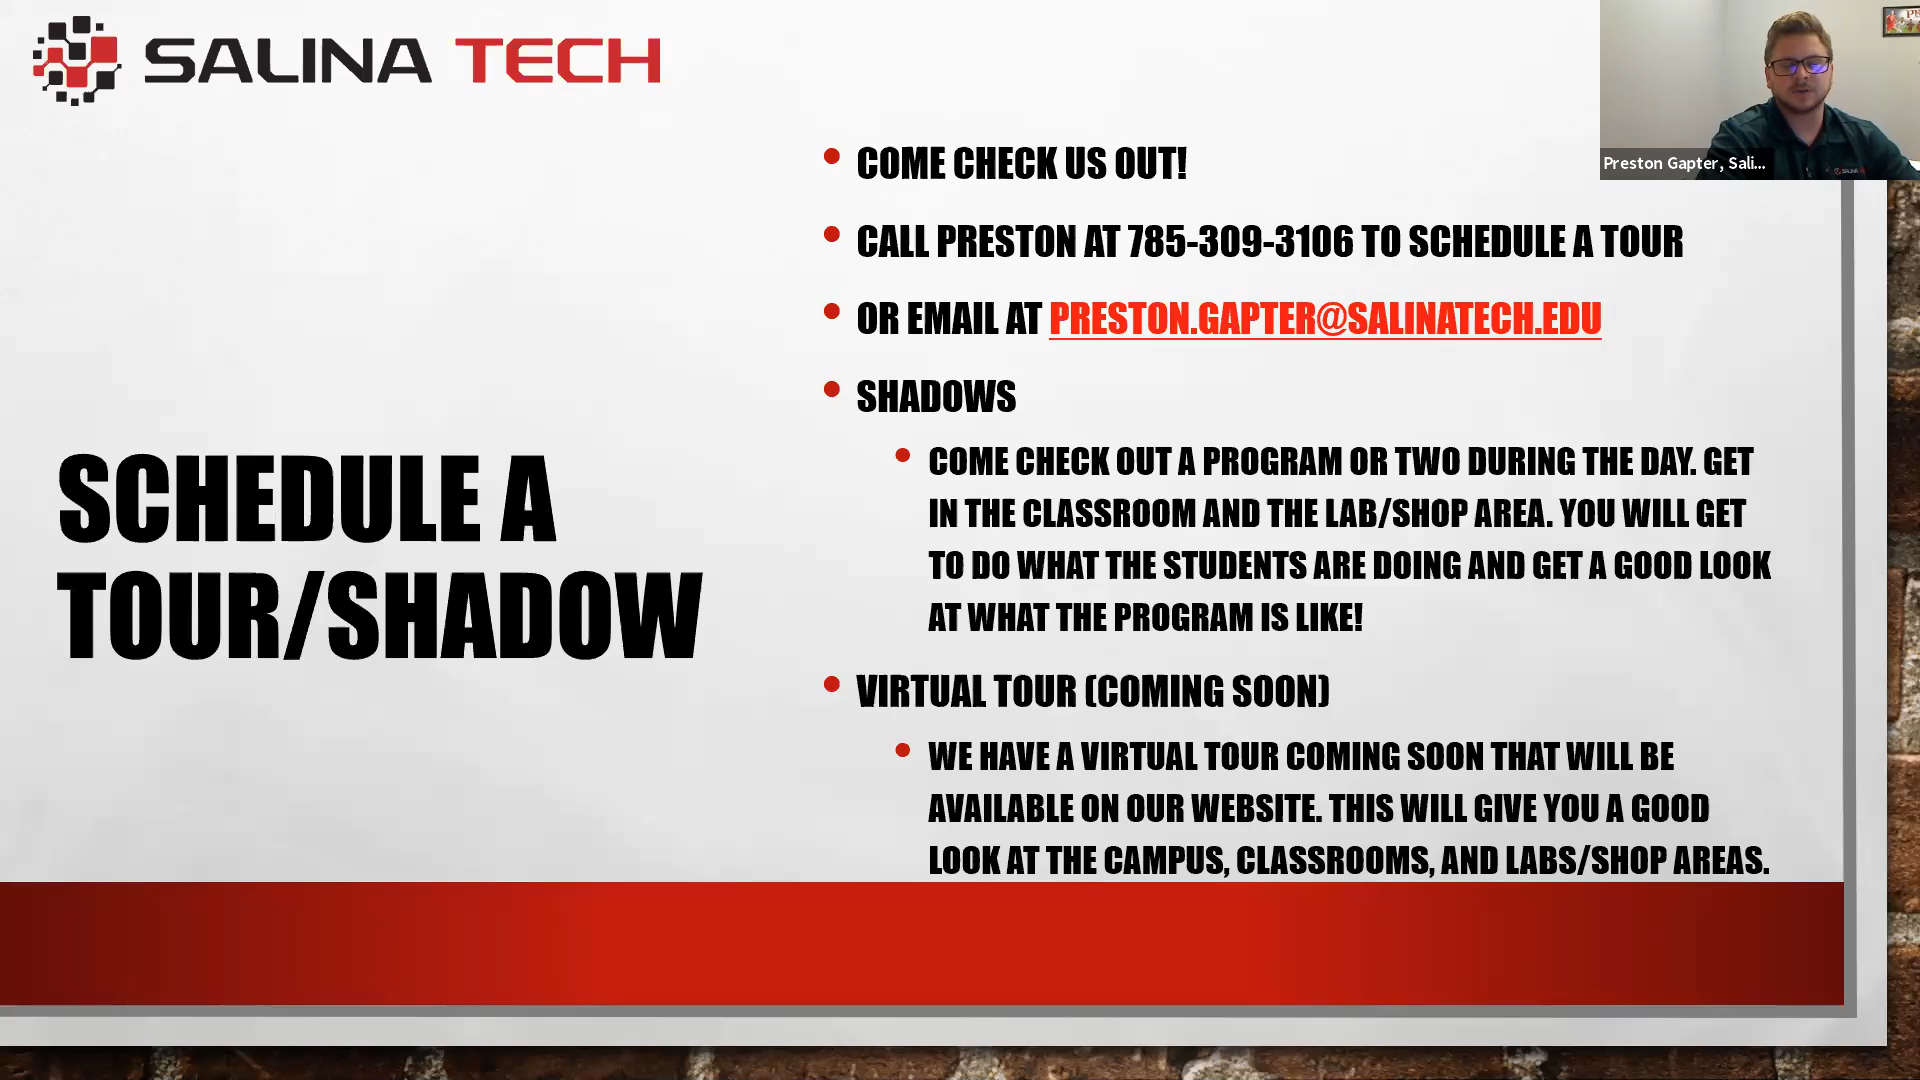 SALINA TECH
COME CHECK US OUT!
CALL PRESTON AT 785-309-3106 TO SCHEDULE A TOUR
OR EMAIL AT PRESTON.GAPTER@SALINATECH.EDU
SHADOWS
COME CHECK OUT A PROGRAM OR TWO DURING THE DAY. GET
IN THE CLASSROOM AND THE LAB/SHOP AREA. YOU WILL GET
TO DO WHAT THE STUDENTS ARE DOING AND GET A GOOD LOOK
AT WHAT THE PROGRAM IS LIKE!
VIRTUAL TOUR (COMING SOON)
WE HAVE A VIRTUAL TOUR COMING SOON THAT WILL BE
AVAILABLE ON OUR WEBSITE. THIS WILL GIVE YOU A GOOD
LOOK AT THE CAMPUS, CLASSROOMS, AND LABS/SHOP AREAS.
SCHEDULE A
TOUR/SHADOW
Preston Gapter, Sali...